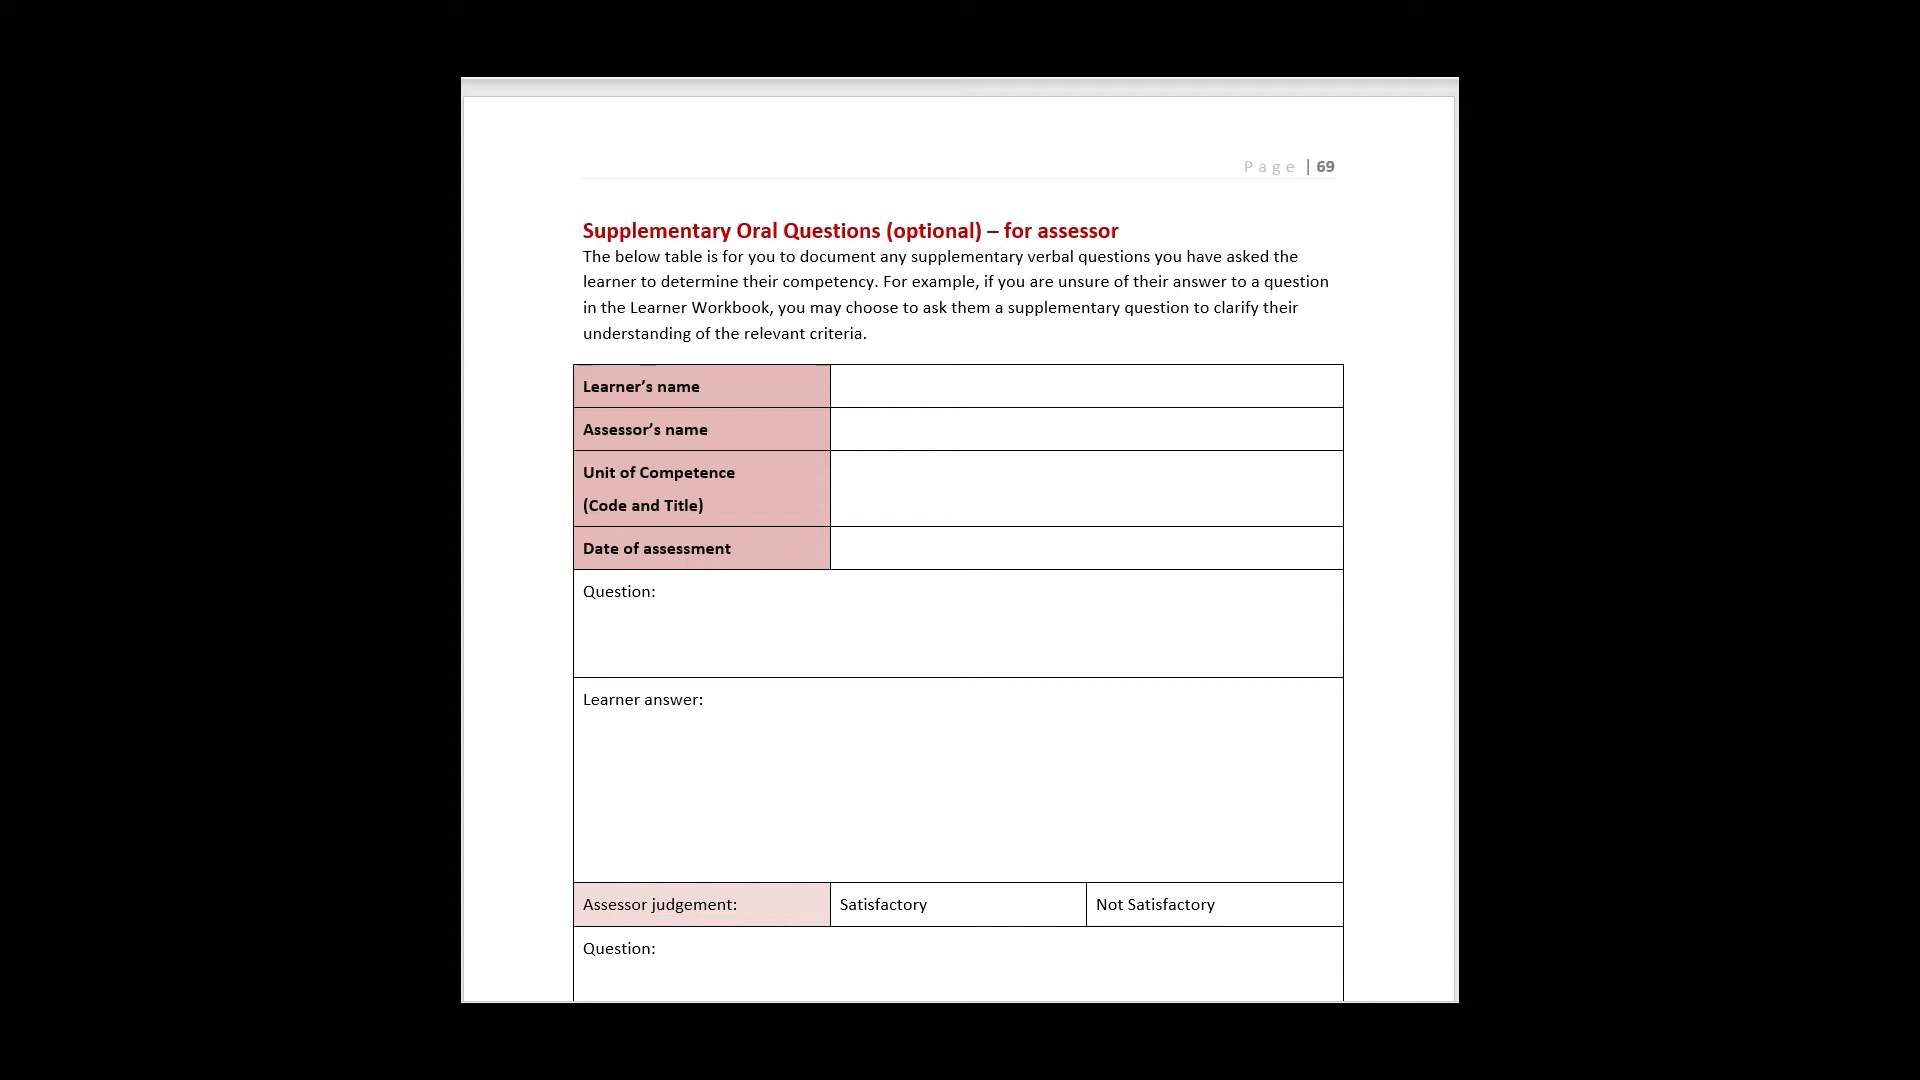 Page | 69
Supplementary Oral Questions (optional) – for assessor
The below table is for you to document any supplementary verbal questions you have asked the
learner to determine their competency. For example, if you are unsure of their answer to a question
in the Learner Workbook, you may choose to ask them a supplementary question to clarify their
understanding of the relevant criteria.
Learner’s name
Assessor’s name
Unit of Competence
(Code and Title)
Date of assessment
Question:
Learner answer:
Assessor judgement: Satisfactory Not Satisfactory
Question: